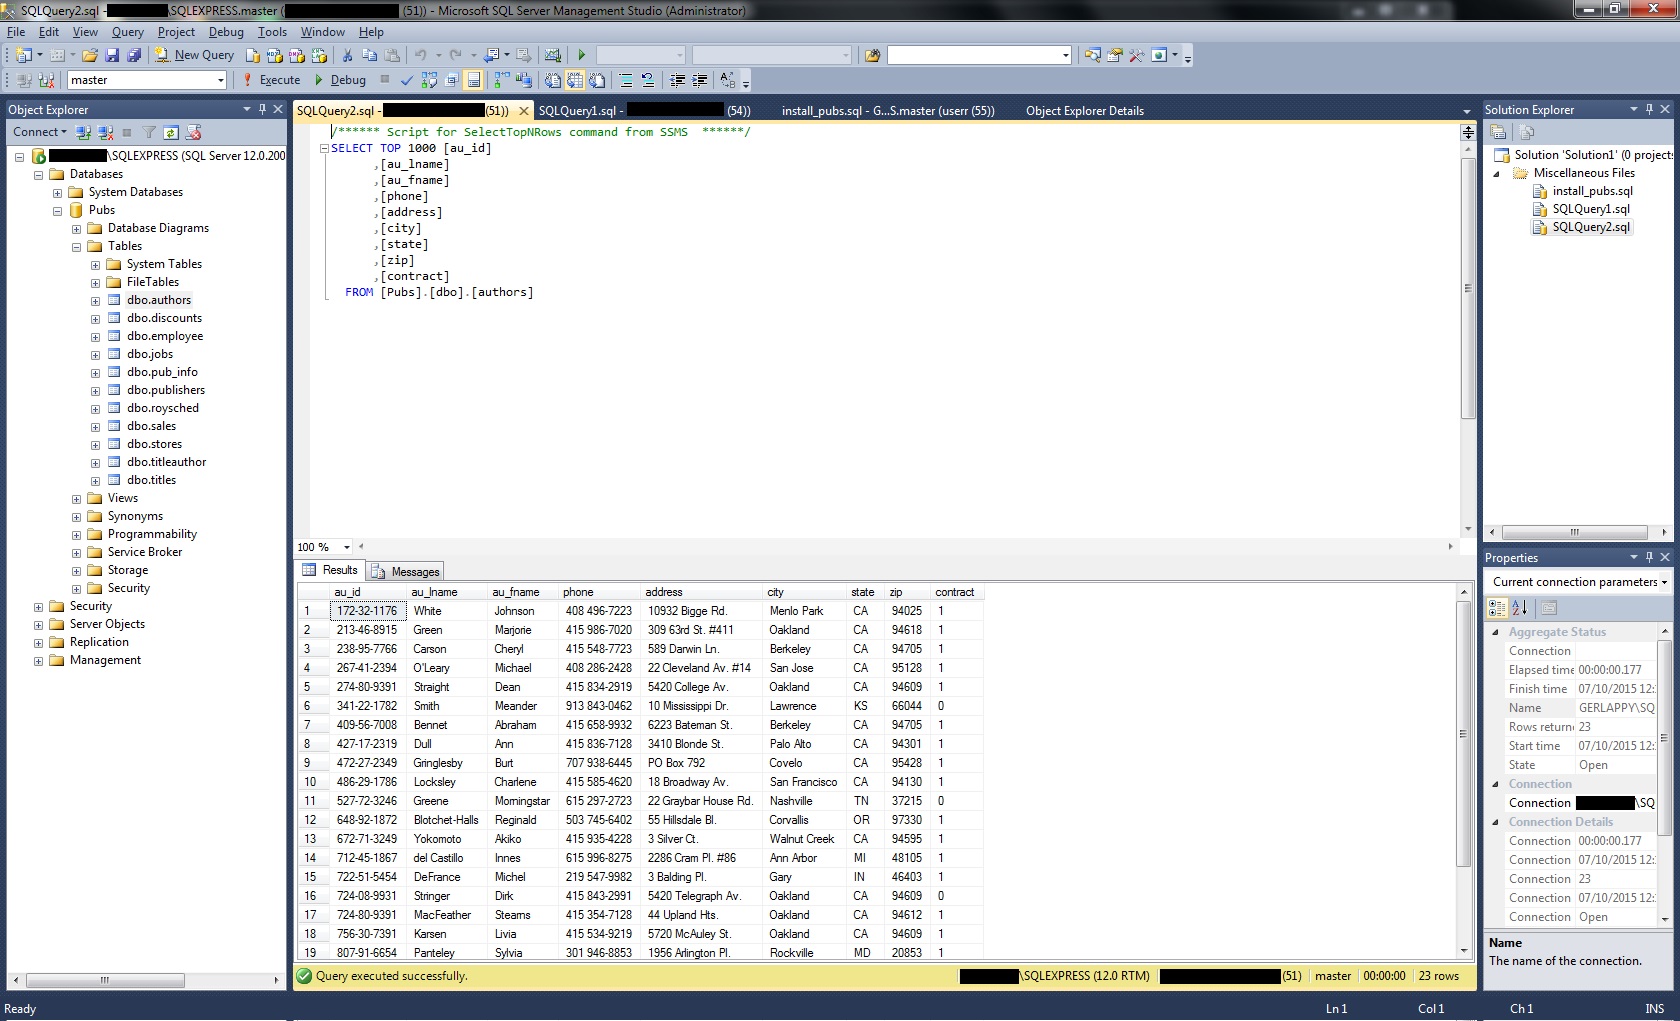 SQLQuery2.sql - \SQLEXPRESS.master ( (51)) - Microsoft SQL Server Management Studio (Administrator)
File Edit View Query Project Debug Tools Window Help
New Query
master Execute Debug
Object Explorer
Connect
\SQLEXPRESS (SQL Server 12.0.200
Databases
System Databases
Pubs
Database Diagrams
Tables
System Tables
FileTables
dbo.authors
dbo.discounts
dbo.employee
dbo.jobs
dbo.pub_info
dbo.publishers
dbo.roysched
dbo.sales
dbo.stores
dbo.titleauthor
dbo.titles
Views
Synonyms
Programmability
Service Broker
Storage
Security
Security
Server Objects
Replication
Management
SQLQuery2.sql - (51)) SQLQuery1.sql - (54)) install_pubs.sql - G...S.master (userr (55)) Object Explorer Details
/****** Script for SelectTopNRows command from SSMS ******/
SELECT TOP 1000 [au_id]
,[au_lname]
,[au_fname]
,[phone]
,[address]
,[city]
,[state]
,[zip]
,[contract]
FROM [Pubs].[dbo].[authors]
100 %
Results Messages
au_id au_lname au_fname phone address city state zip contract
1 172-32-1176 White Johnson 408 496-7223 10932 Bigge Rd. Menlo Park CA 94025 1
2 213-46-8915 Green Marjorie 415 986-7020 309 63rd St. #411 Oakland CA 94618 1
3 238-95-7766 Carson Cheryl 415 548-7723 589 Darwin Ln. Berkeley CA 94705 1
4 267-41-2394 O'Leary Michael 408 286-2428 22 Cleveland Av. #14 San Jose CA 95128 1
5 274-80-9391 Straight Dean 415 834-2919 5420 College Av. Oakland CA 94609 1
6 341-22-1782 Smith Meander 913 843-0462 10 Mississippi Dr. Lawrence KS 66044 0
7 409-56-7008 Bennet Abraham 415 658-9932 6223 Bateman St. Berkeley CA 94705 1
8 427-17-2319 Dull Ann 415 836-7128 3410 Blonde St. Palo Alto CA 94301 1
9 472-27-2349 Gringlesby Burt 707 938-6445 PO Box 792 Covelo CA 95428 1
10 486-29-1786 Locksley Charlene 415 585-4620 18 Broadway Av. San Francisco CA 94130 1
11 527-72-3246 Greene Morningstar 615 297-2723 22 Graybar House Rd. Nashville TN 37215 0
12 648-92-1872 Blotchet-Halls Reginald 503 745-6402 55 Hillsdale Bl. Corvallis OR 97330 1
13 672-71-3249 Yokomoto Akiko 415 935-4228 3 Silver Ct. Walnut Creek CA 94595 1
14 712-45-1867 del Castillo Innes 615 996-8275 2286 Cram Pl. #86 Ann Arbor MI 48105 1
15 722-51-5454 DeFrance Michel 219 547-9982 3 Balding Pl. Gary IN 46403 1
16 724-08-9931 Stringer Dirk 415 843-2991 5420 Telegraph Av. Oakland CA 94609 0
17 724-80-9391 MacFeather Stearns 415 354-7128 44 Upland Hts. Oakland CA 94612 1
18 756-30-7391 Karsen Livia 415 534-9219 5720 McAuley St. Oakland CA 94609 1
19 807-91-6654 Panteley Sylvia 301 946-8853 1956 Arlington Pl. Rockville MD 20853 1
Query executed successfully. \SQLEXPRESS (12.0 RTM) (51) master 00:00:00 23 rows
Solution Explorer
Solution 'Solution1' (0 projects
Miscellaneous Files
install_pubs.sql
SQLQuery1.sql
SQLQuery2.sql
Properties
Current connection parameters
Aggregate Status
Connection
Elapsed time 00:00:00.177
Finish time 07/10/2015 12:
Name GERLAPPY\SQ
Rows return 23
Start time 07/10/2015 12:
State Open
Connection
Connection \SQ
Connection Details
Connection 00:00:00.177
Connection 07/10/2015 12:
Connection 23
Connection 07/10/2015 12:
Connection Open
Name
The name of the connection.
Ready Ln 1 Col 1 Ch 1 INS